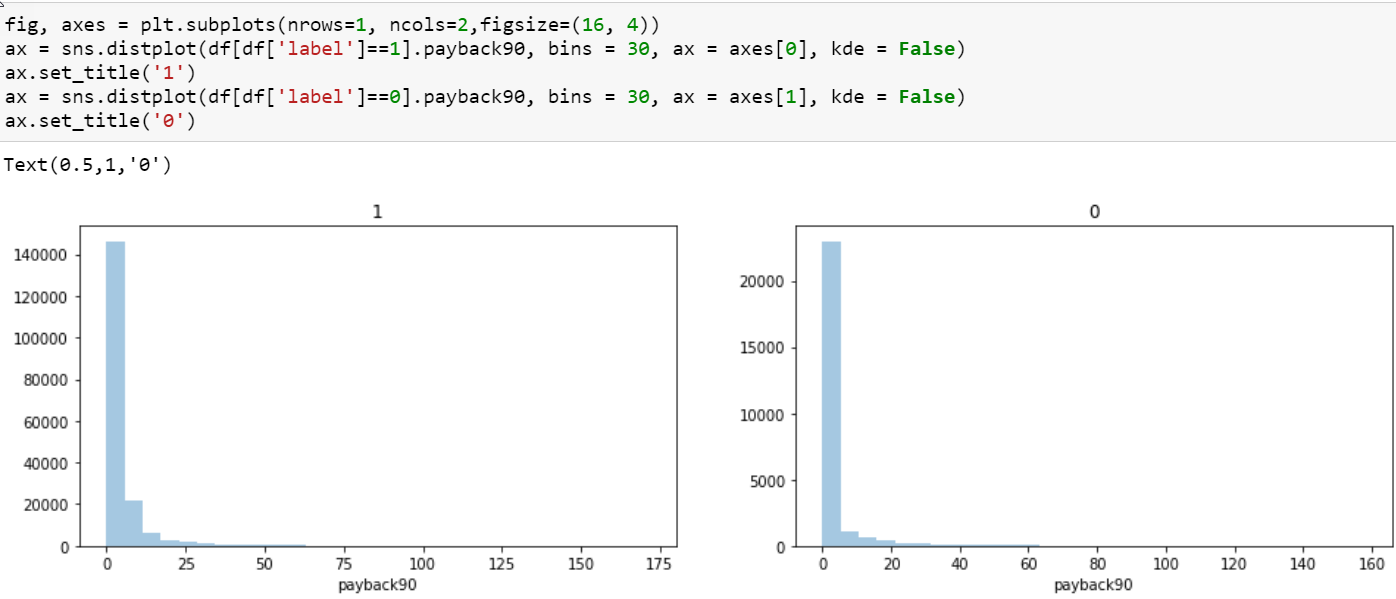 fig, axes = plt.subplots(nrows=1, ncols=2,figsize=(16, 4))
ax = sns.distplot(df[df['label']==1].payback90, bins = 30, ax = axes[0], kde = False)
ax.set_title('1')
ax = sns.distplot(df[df['label']==0].payback90, bins = 30, ax = axes[1], kde = False)
ax.set_title('0')
Text(0.5,1,'0')
1
140000
120000
100000
80000
60000
40000
20000
0
0 25 50 75 100 125 150 175
payback90
0
20000
15000
10000
5000
0
0 20 40 60 80 100 120 140 160
payback90